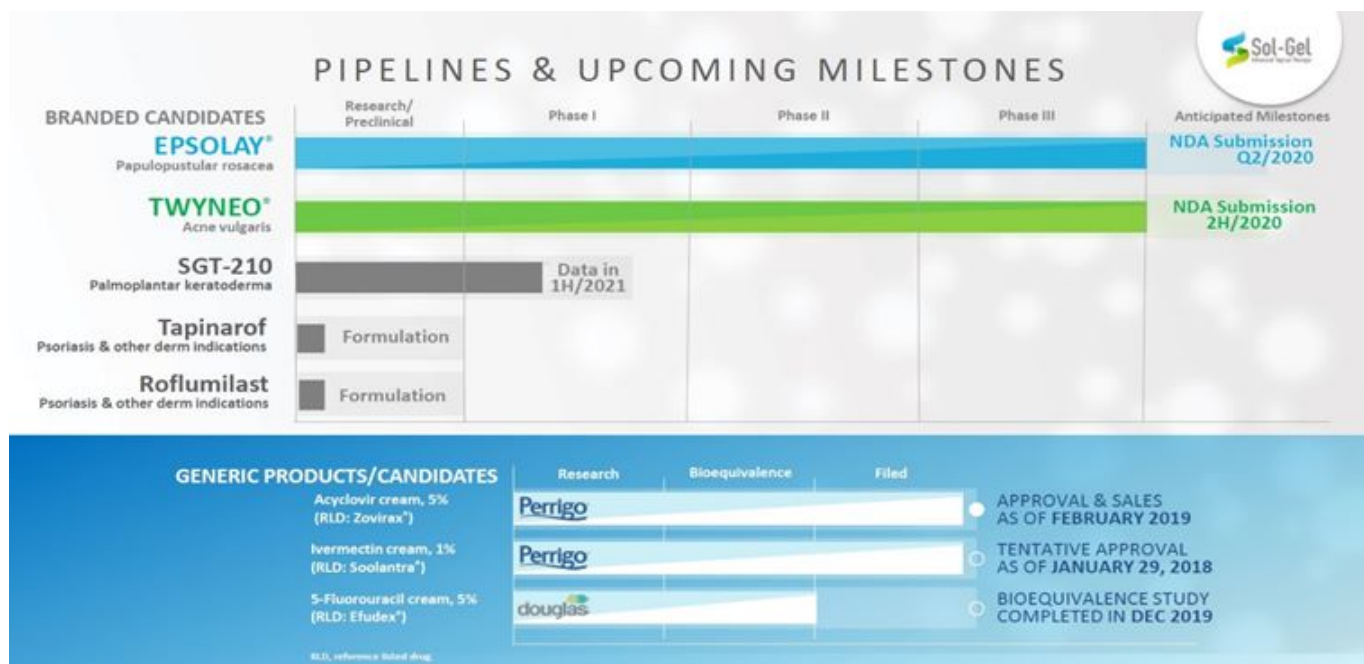 Sol-Gel
PIPELINES & UPCOMING MILESTONES
BRANDED CANDIDATES
Research/
Preclinical
Phase I
Phase II
Phase III
Anticipated Milestones
EPSOLAY®
Papulopustular rosacea
NDA Submission
Q2/2020
TWYNEO®
Acne vulgaris
NDA Submission
2H/2020
SGT-210
Palmoplantar keratoderma
Data in
1H/2021
Tapinarof
Psoriasis & other derm indications
Formulation
Roflumilast
Psoriasis & other derm indications
Formulation
GENERIC PRODUCTS/CANDIDATES
Research
Bioequivalence
Filed
Acyclovir cream, 5%
(RLD: Zovirax®)
Perrigo
APPROVAL & SALES
AS OF FEBRUARY 2019
Ivermectin cream, 1%
(RLD: Soolantra®)
Perrigo
TENTATIVE APPROVAL
AS OF JANUARY 29, 2018
5-Fluorouracil cream, 5%
(RLD: Efudex®)
douglas
BIOEQUIVALENCE STUDY
COMPLETED IN DEC 2019
RLD, reference listed drug